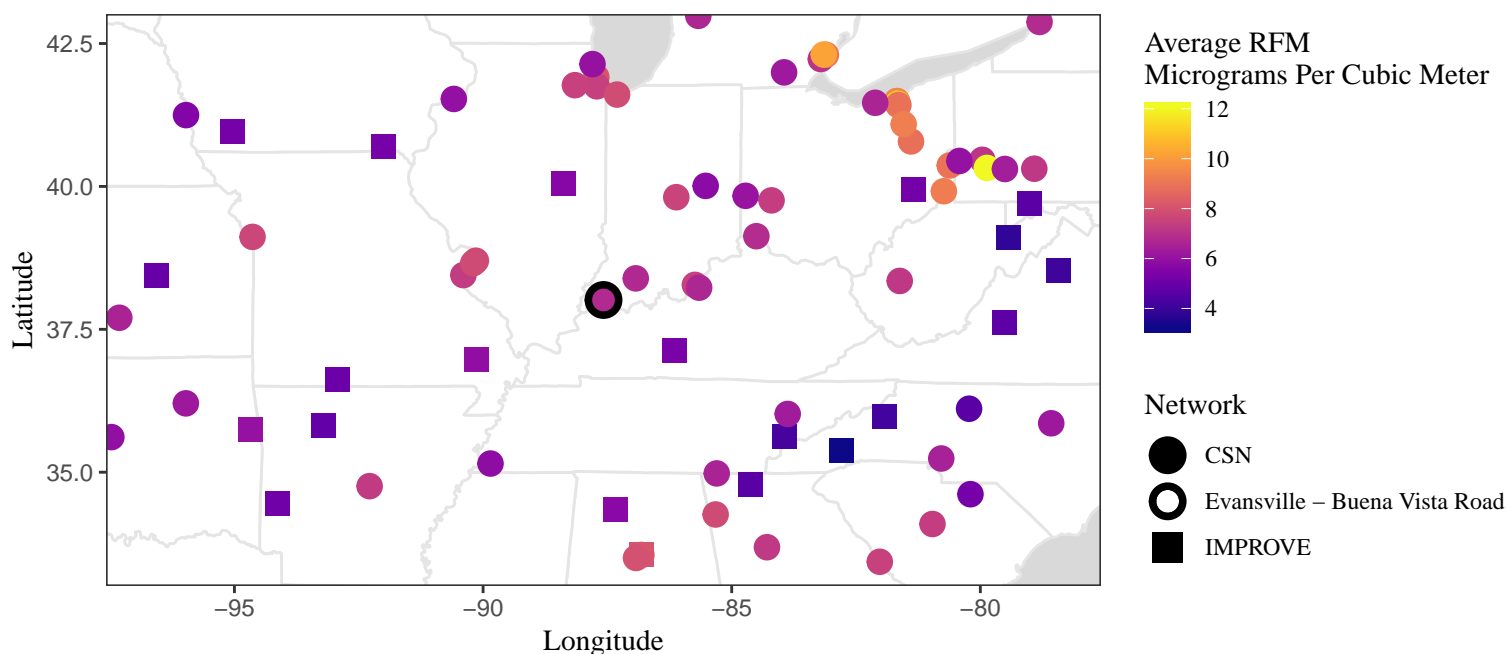 42.5
40.0
37.5
35.0
Latitude
−95
−90
−85
−80
Longitude
Average RFM
Micrograms Per Cubic Meter
12
10
8
6
4
Network
CSN
Evansville – Buena Vista Road
IMPROVE